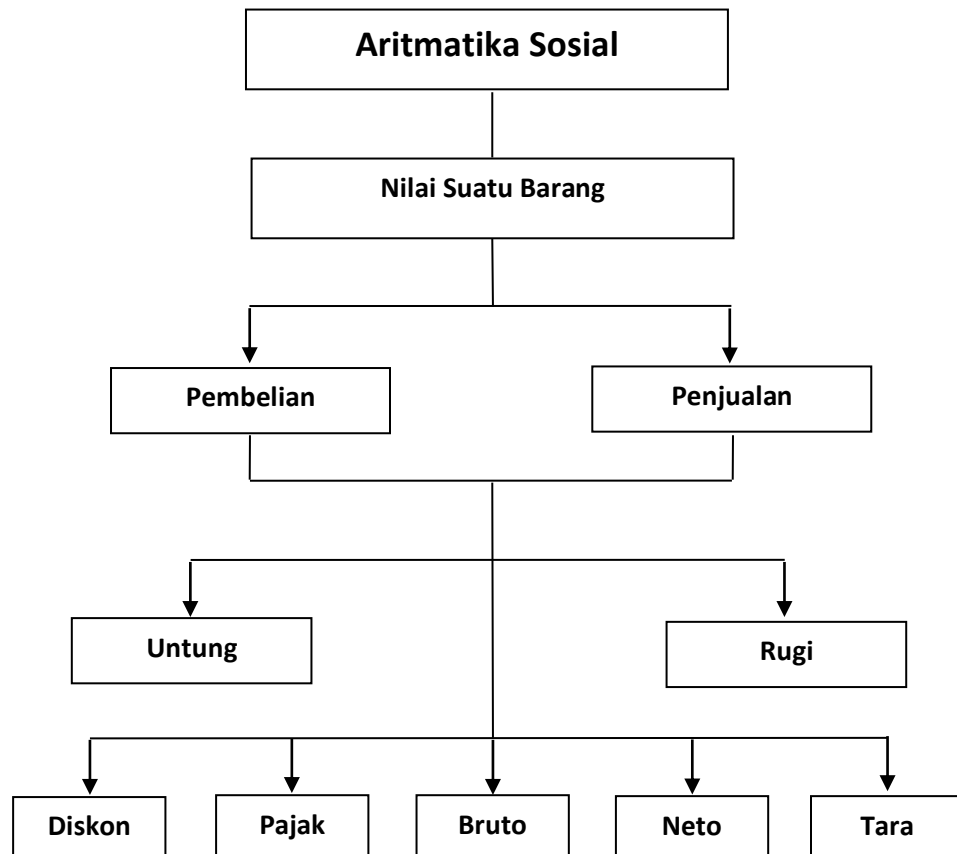 Aritmatika Sosial
Nilai Suatu Barang
Pembelian
Penjualan
Untung
Rugi
Diskon
Pajak
Bruto
Neto
Tara